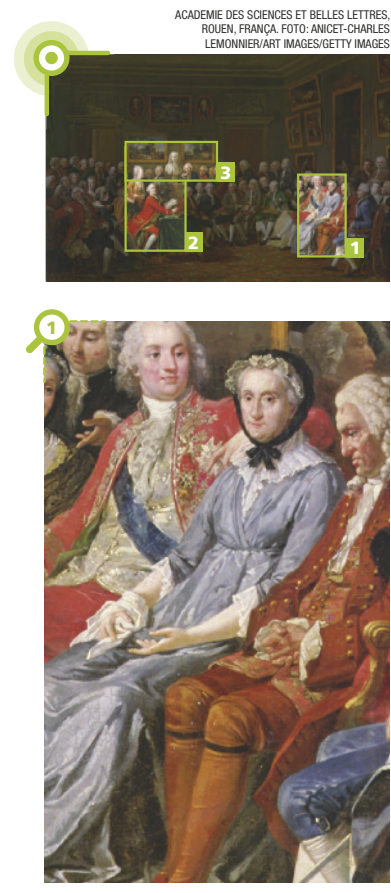 ACADEMIE DES SCIENCES ET BELLES LETTRES,
ROUEN, FRANÇA. FOTO: ANICET-CHARLES
LEMONNIER/ART IMAGES/GETTY IMAGES
3
2
1
1